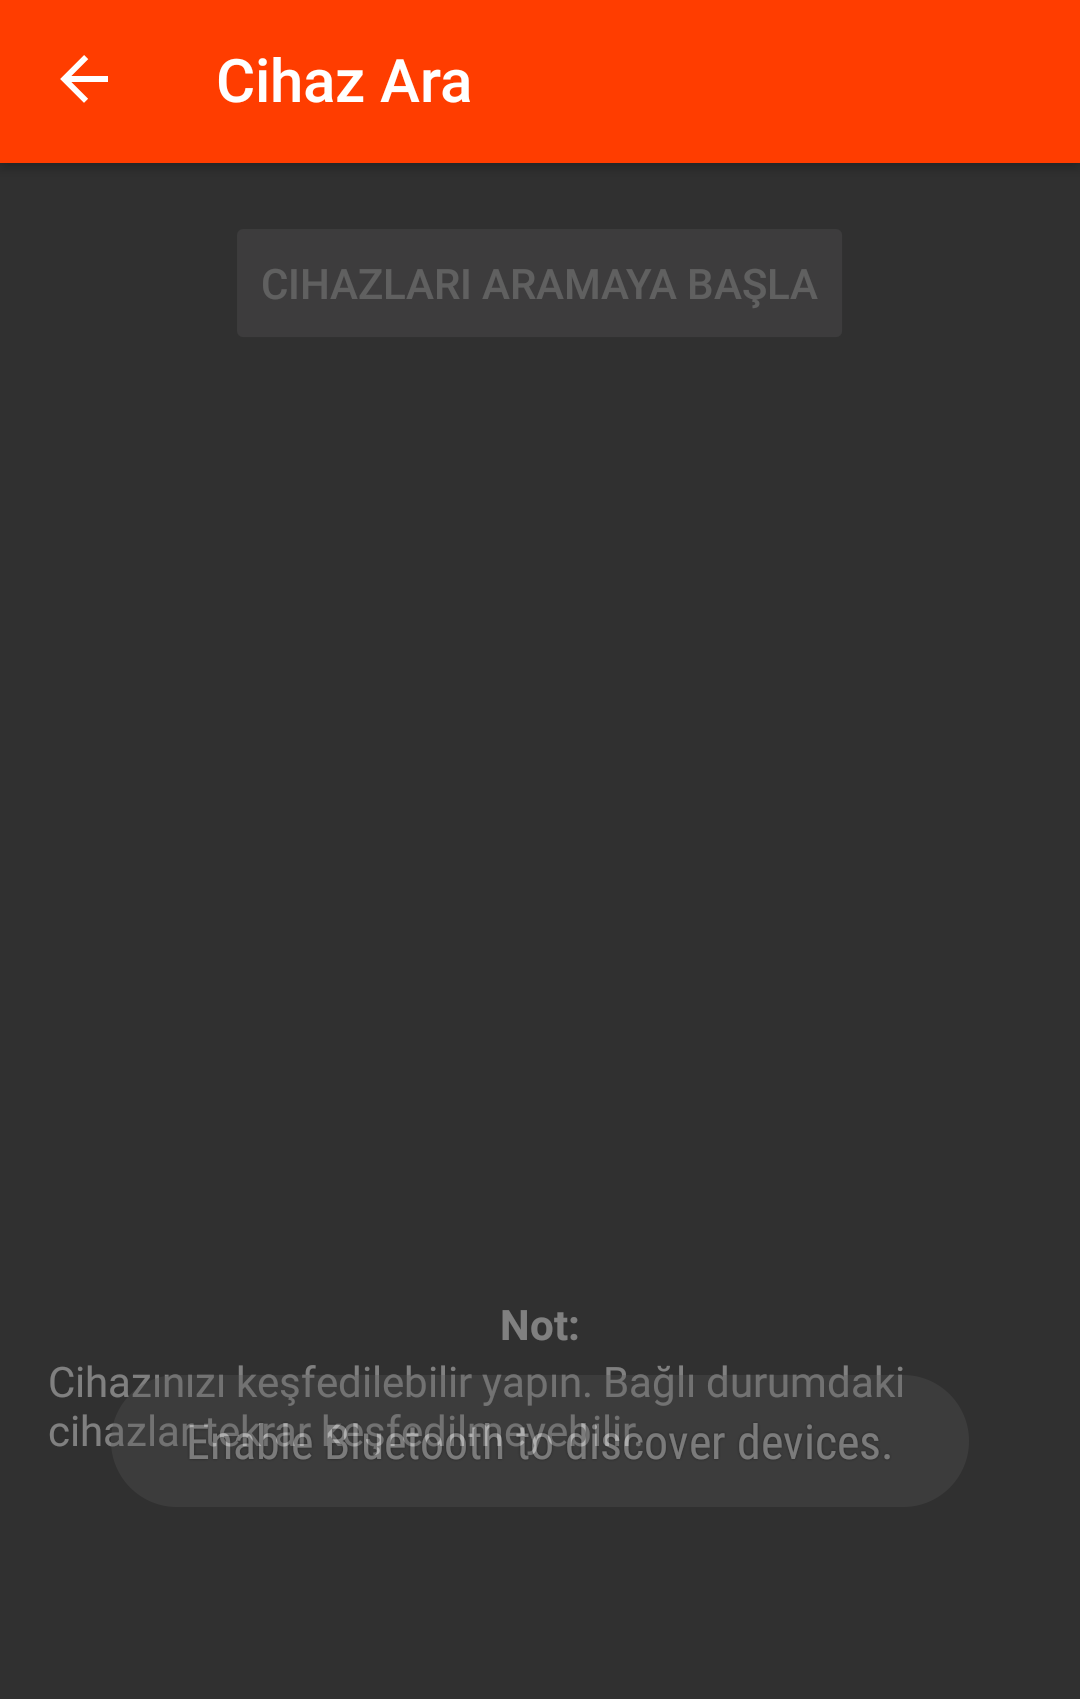 Cihaz Ara
CIHAZLARI ARAMAYA BAŞLA
Not:
Cihazınızı keşfedilebilir yapın. Bağlı durumdaki
cihazlar tekrar keşfedilmeyebilir.
Enable Bluetooth to discover devices.